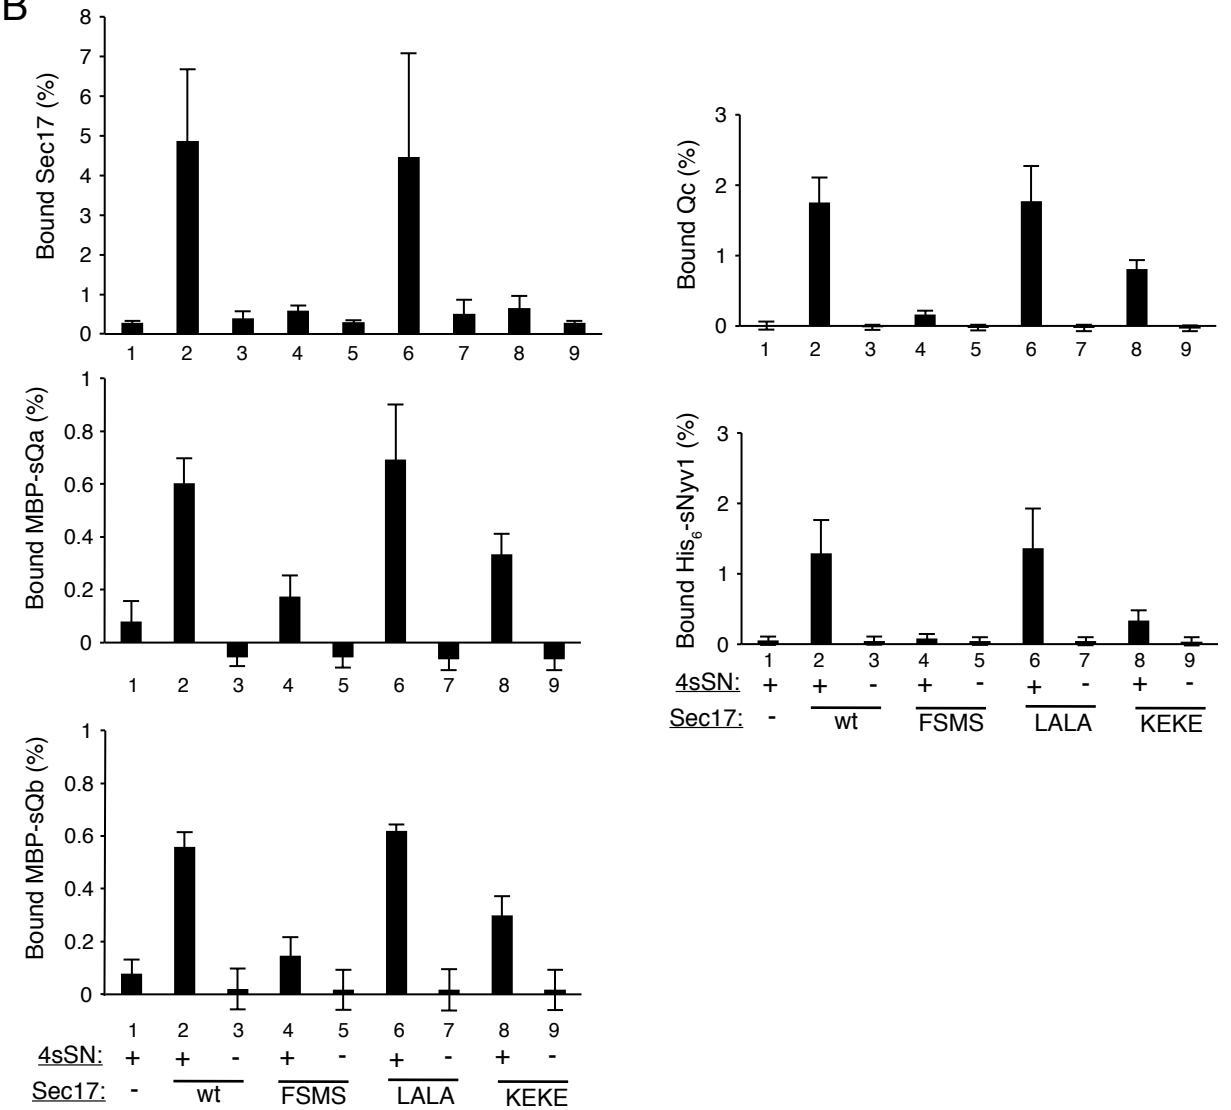 B
Bound Sec17 (%)
8
7
6
5
4
3
2
1
0
1 2 3 4 5 6 7 8 9
Bound MBP-sQa (%)
1
0.8
0.6
0.4
0.2
0
1 2 3 4 5 6 7 8 9
Bound MBP-sQb (%)
1
0.8
0.6
0.4
0.2
0
1 2 3 4 5 6 7 8 9
4sSN: + + - + - + - + -
Sec17: - wt FSMS LALA KEKE
Bound Qc (%)
3
2
1
0
1 2 3 4 5 6 7 8 9
Bound His6-sNyv1 (%)
3
2
1
0
1 2 3 4 5 6 7 8 9
4sSN: + + - + - + - + -
Sec17: - wt FSMS LALA KEKE